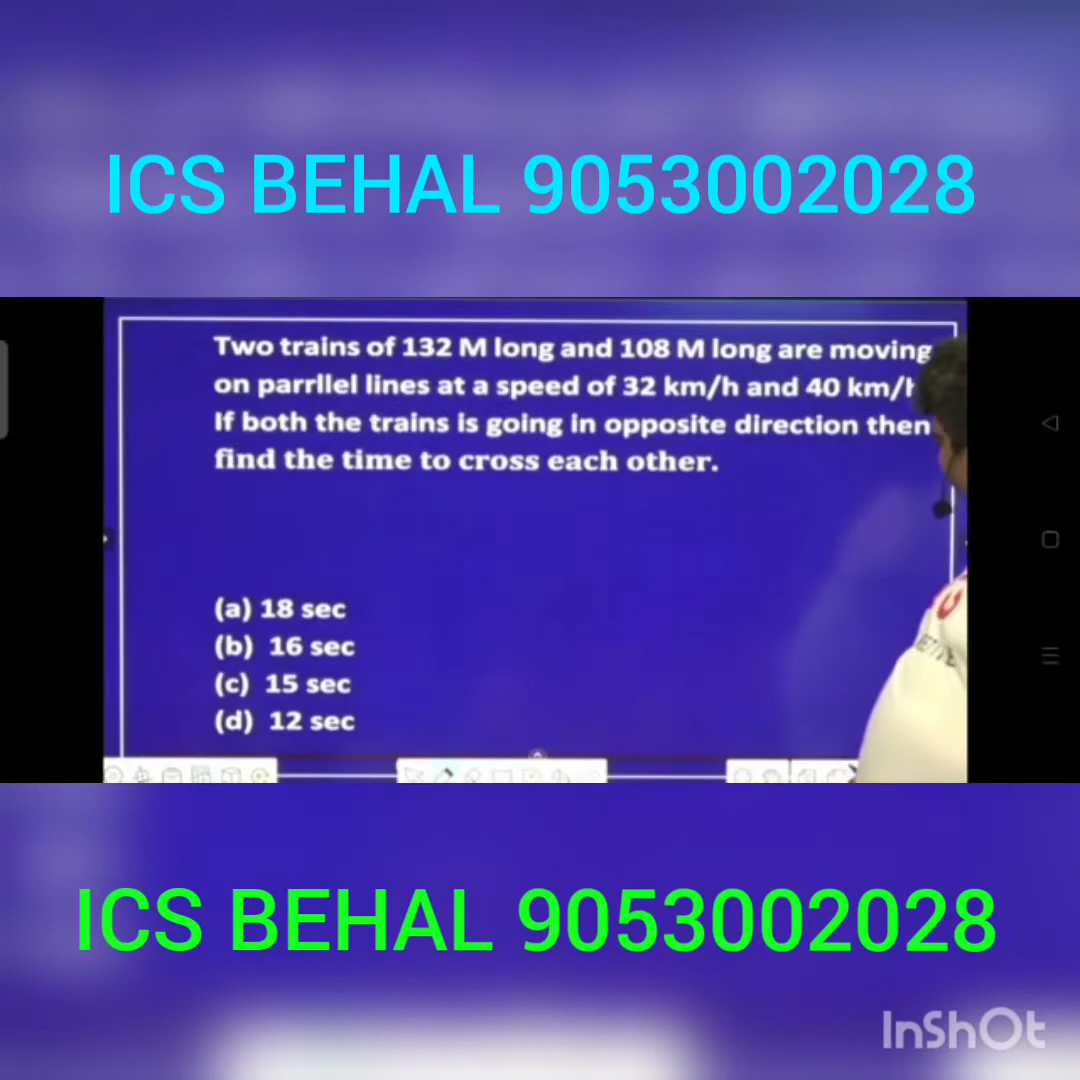 ICS BEHAL 9053002028
Two trains of 132 M long and 108 M long are moving
on parrllel lines at a speed of 32 km/h and 40 km/h
If both the trains is going in opposite direction then
find the time to cross each other.
(a) 18 sec
(b) 16 sec
(c) 15 sec
(d) 12 sec
ICS BEHAL 9053002028
InShOt